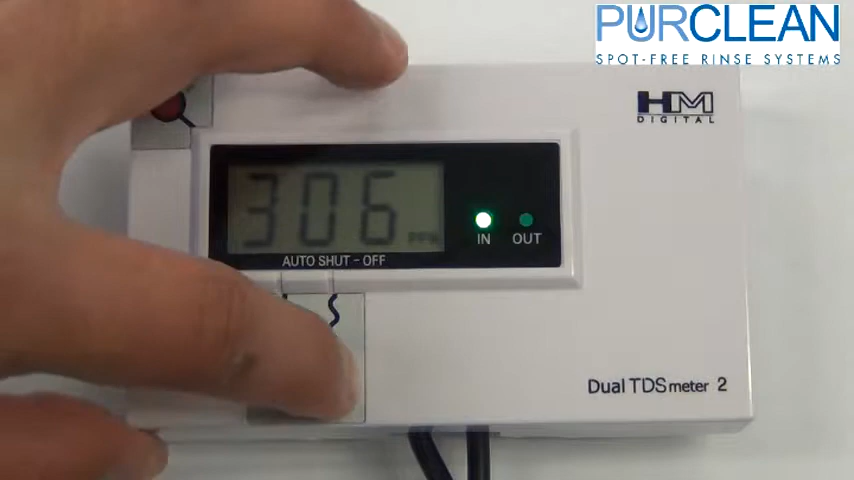 PURCLEAN
SPOT-FREE RINSE SYSTEMS
HM
DIGITAL
306 PPM
IN OUT
AUTO SHUT-OFF
Dual TDS meter 2